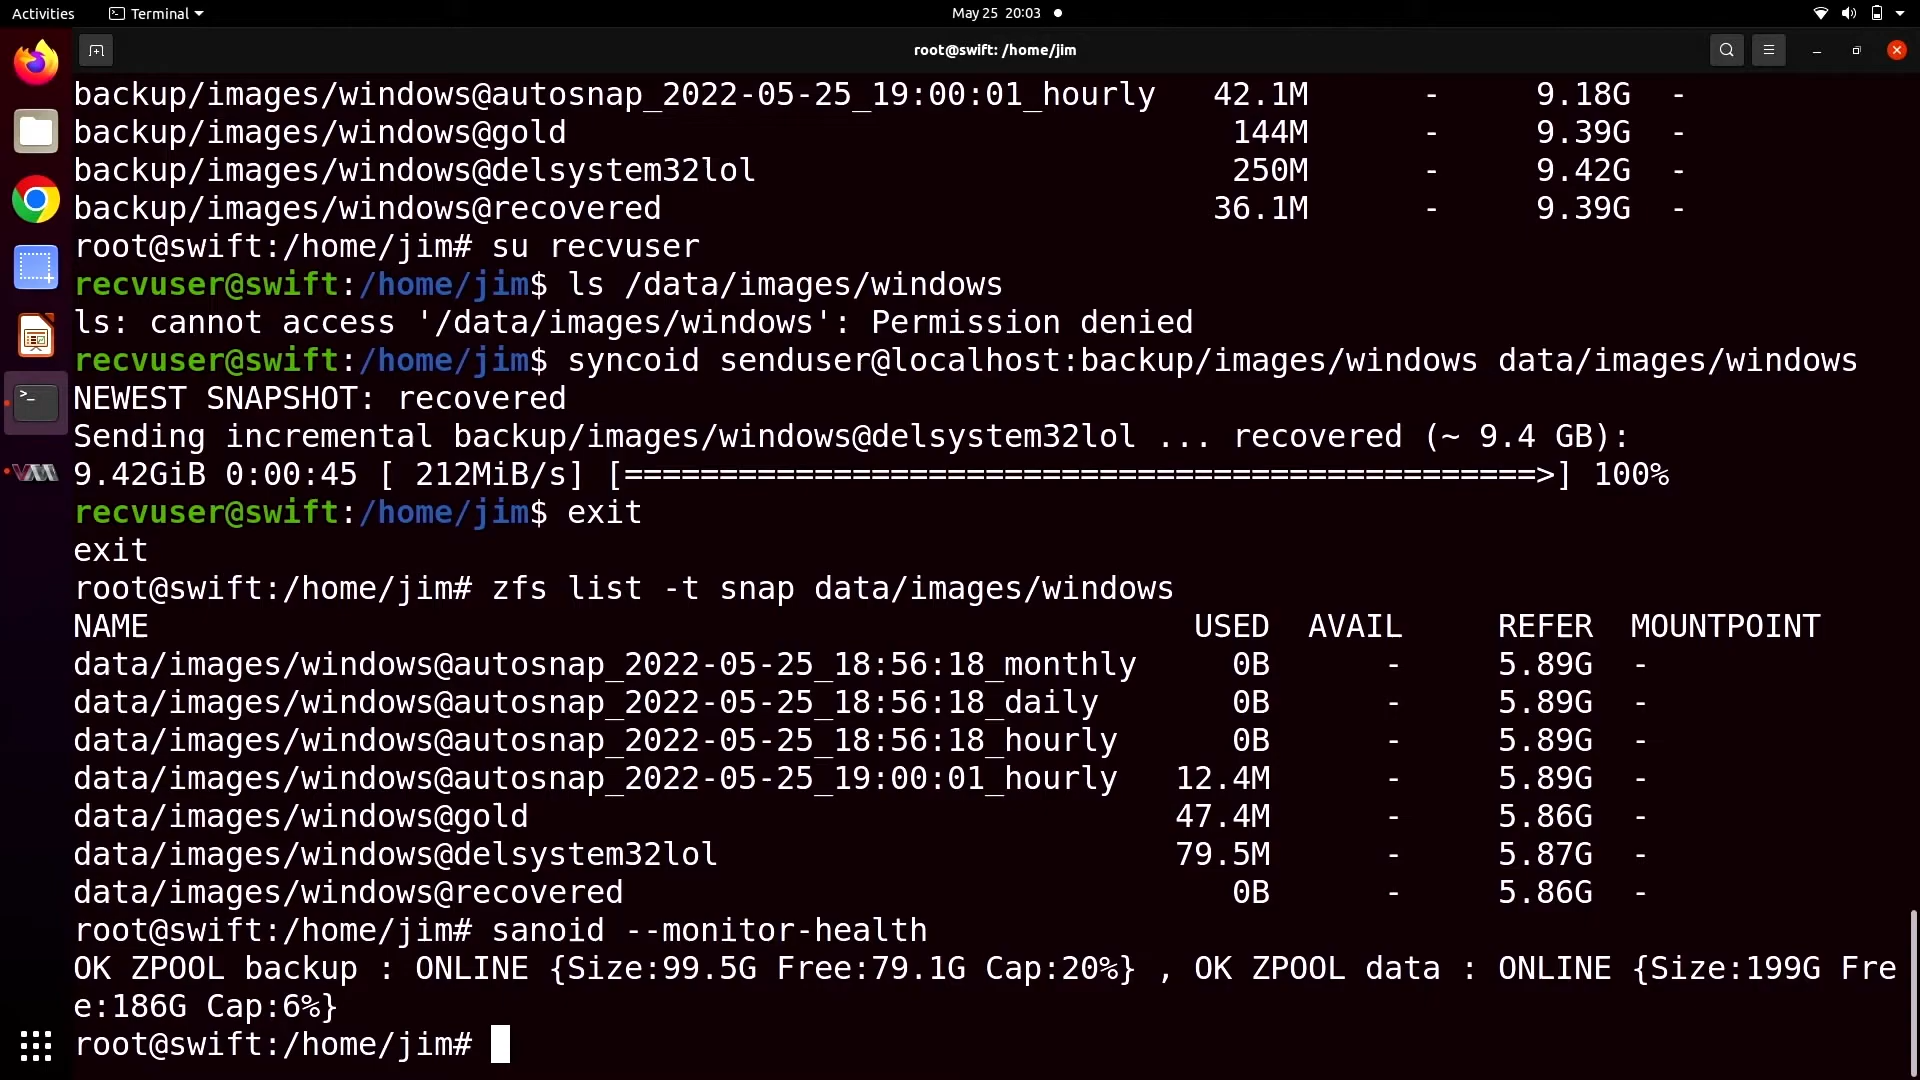 Activities Terminal May 25 20:03
root@swift: /home/jim
backup/images/windows@autosnap_2022-05-25_19:00:01_hourly 42.1M - 9.18G -
backup/images/windows@gold 144M - 9.39G -
backup/images/windows@delsystem32lol 250M - 9.42G -
backup/images/windows@recovered 36.1M - 9.39G -
root@swift:/home/jim# su recvuser
recvuser@swift:/home/jim$ ls /data/images/windows
ls: cannot access '/data/images/windows': Permission denied
recvuser@swift:/home/jim$ syncoid senduser@localhost:backup/images/windows data/images/windows
NEWEST SNAPSHOT: recovered
Sending incremental backup/images/windows@delsystem32lol ... recovered (~ 9.4 GB):
9.42GiB 0:00:45 [ 212MiB/s] [================================================>] 100%
recvuser@swift:/home/jim$ exit
exit
root@swift:/home/jim# zfs list -t snap data/images/windows
NAME USED AVAIL REFER MOUNTPOINT
data/images/windows@autosnap_2022-05-25_18:56:18_monthly 0B - 5.89G -
data/images/windows@autosnap_2022-05-25_18:56:18_daily 0B - 5.89G -
data/images/windows@autosnap_2022-05-25_18:56:18_hourly 0B - 5.89G -
data/images/windows@autosnap_2022-05-25_19:00:01_hourly 12.4M - 5.89G -
data/images/windows@gold 47.4M - 5.86G -
data/images/windows@delsystem32lol 79.5M - 5.87G -
data/images/windows@recovered 0B - 5.86G -
root@swift:/home/jim# sanoid --monitor-health
OK ZPOOL backup : ONLINE {Size:99.5G Free:79.1G Cap:20%} , OK ZPOOL data : ONLINE {Size:199G Fre
e:186G Cap:6%}
root@swift:/home/jim#